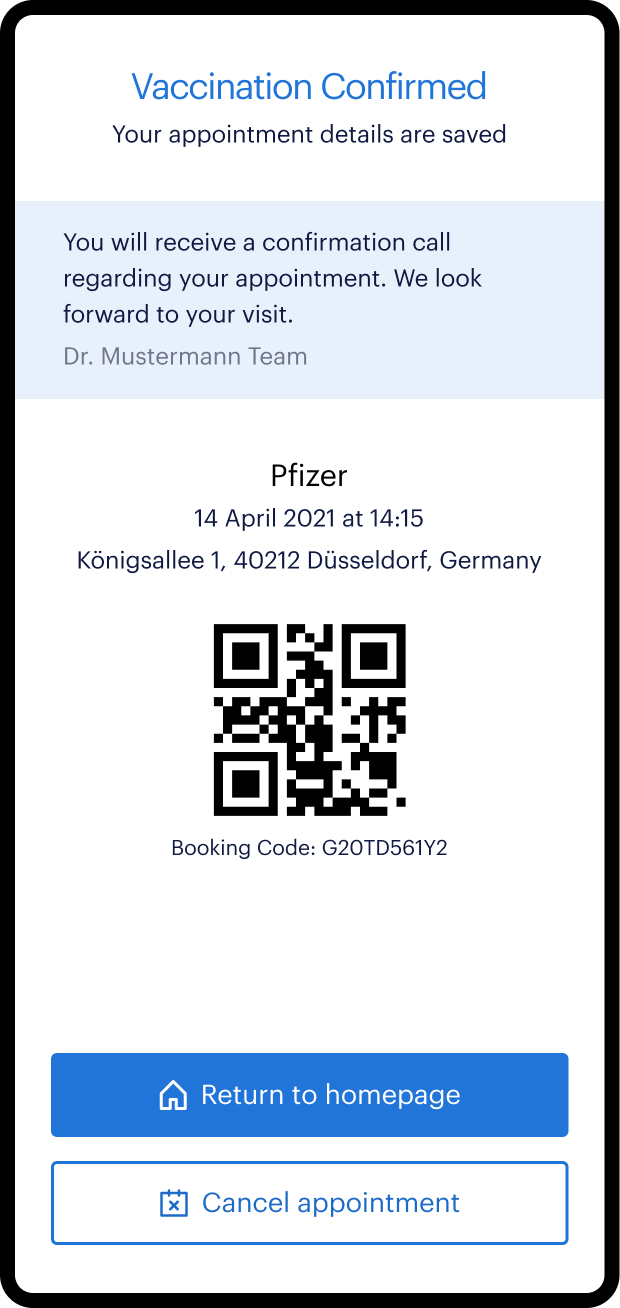 Vaccination Confirmed
Your appointment details are saved
You will receive a confirmation call
regarding your appointment. We look
forward to your visit.
Dr. Mustermann Team
Pfizer
14 April 2021 at 14:15
Königsallee 1, 40212 Düsseldorf, Germany
Booking Code: G20TD561Y2
Return to homepage
Cancel appointment